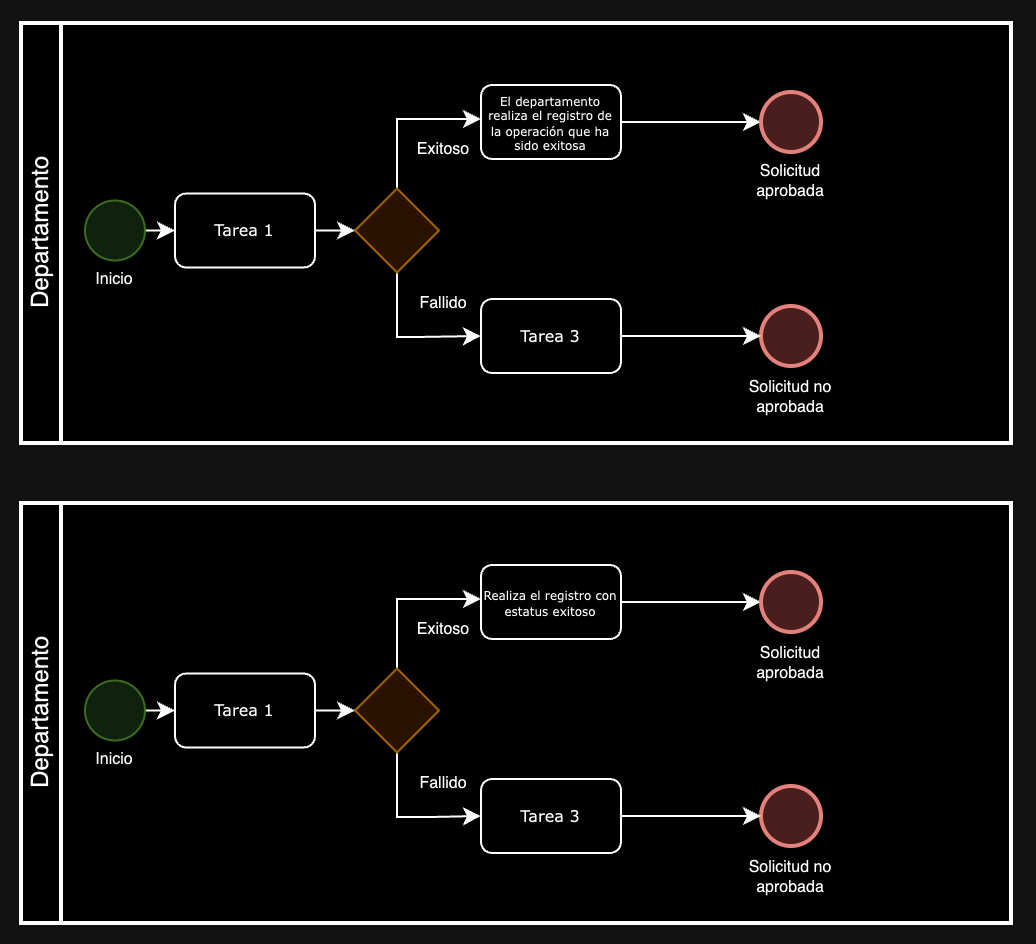 Departamento
El departamento
realiza el registro de
la operación que ha
sido exitosa
Exitoso
Solicitud
aprobada
Tarea 1
Inicio
Fallido
Tarea 3
Solicitud no
aprobada
Departamento
Realiza el registro con
estatus exitoso
Exitoso
Solicitud
aprobada
Tarea 1
Inicio
Fallido
Tarea 3
Solicitud no
aprobada